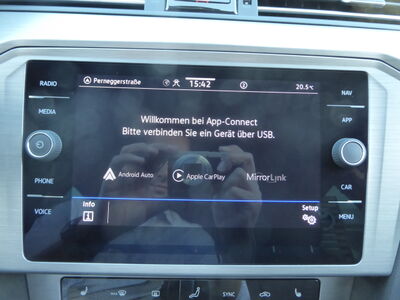 RADIO
Perneggerstraße
15:42
20.5°C
NAV
MEDIA
APP
Willkommen bei App-Connect
Bitte verbinden Sie ein Gerät über USB.
Android Auto
Apple CarPlay
MirrorLink
PHONE
CAR
VOICE
Info
Setup
MENU